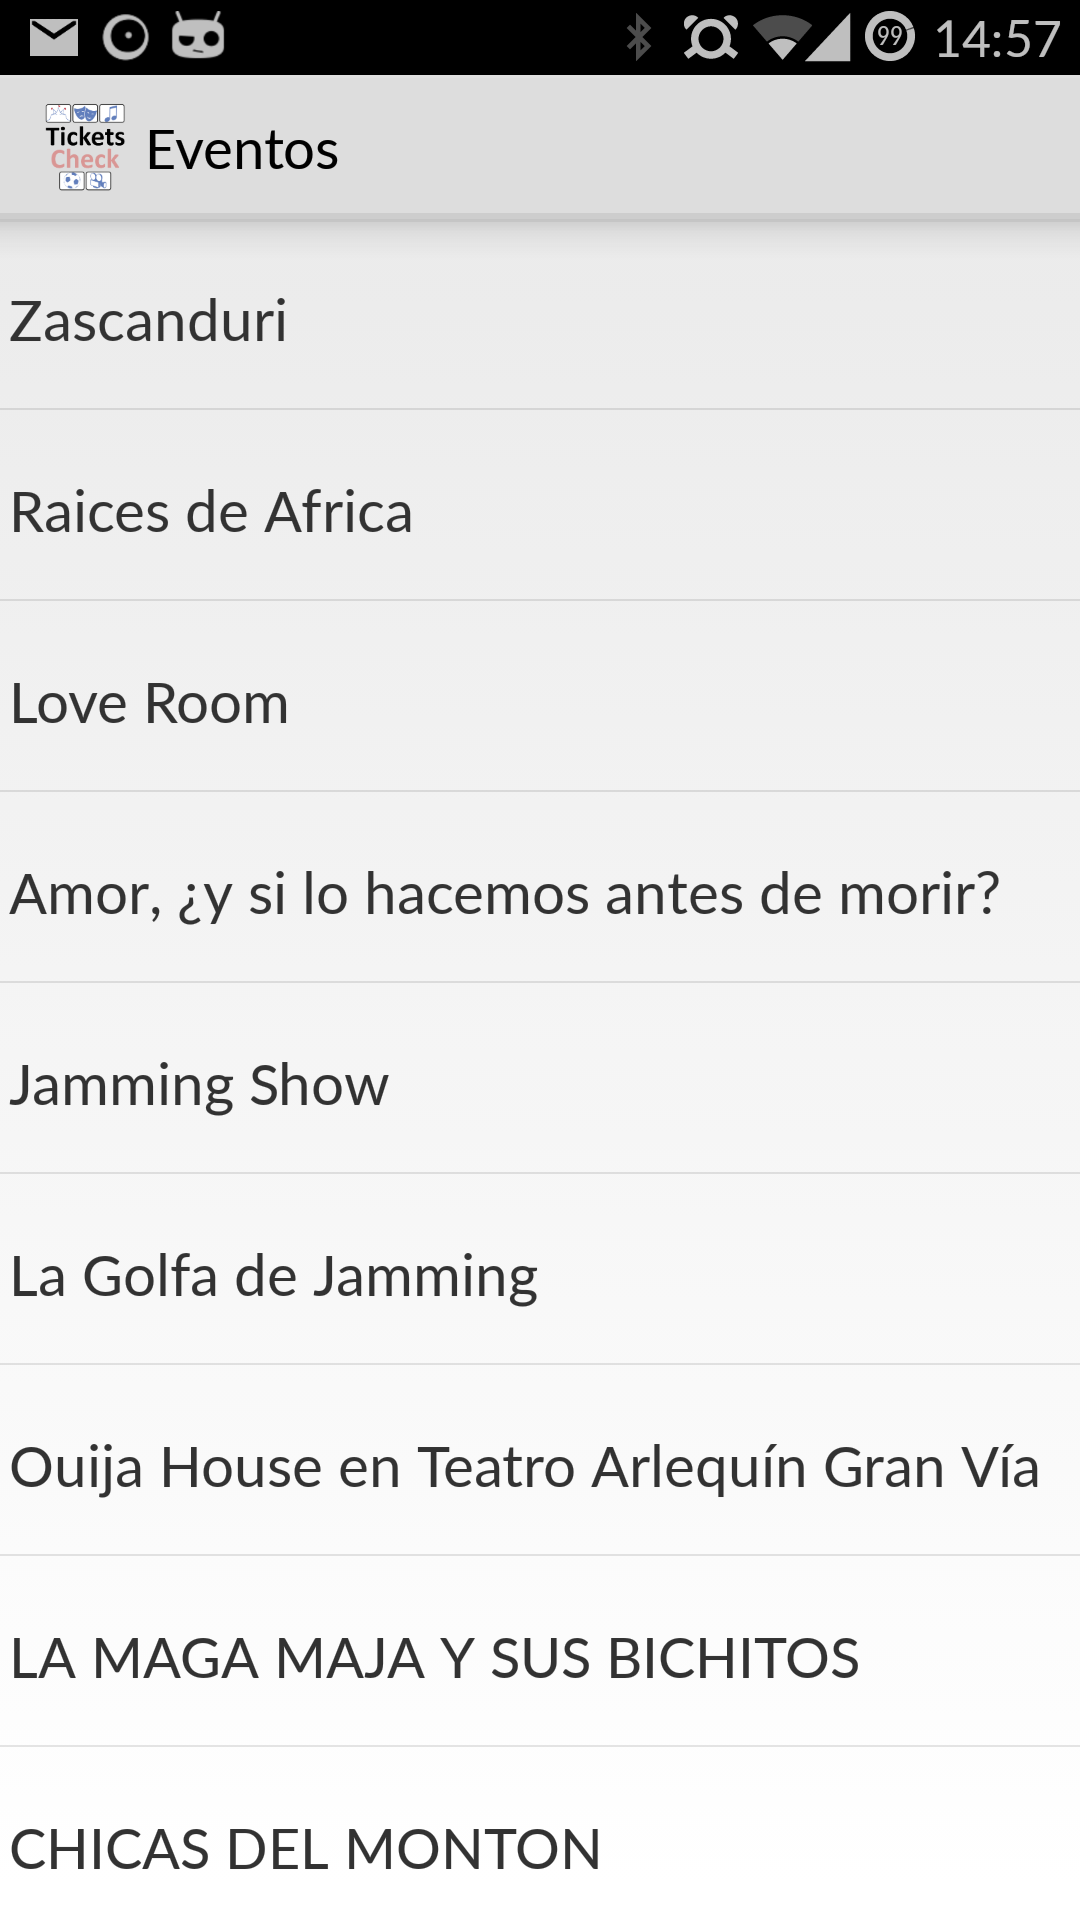 99 14:57
Tickets
Check
Eventos
Zascanduri
Raices de Africa
Love Room
Amor, ¿y si lo hacemos antes de morir?
Jamming Show
La Golfa de Jamming
Ouija House en Teatro Arlequín Gran Vía
LA MAGA MAJA Y SUS BICHITOS
CHICAS DEL MONTON